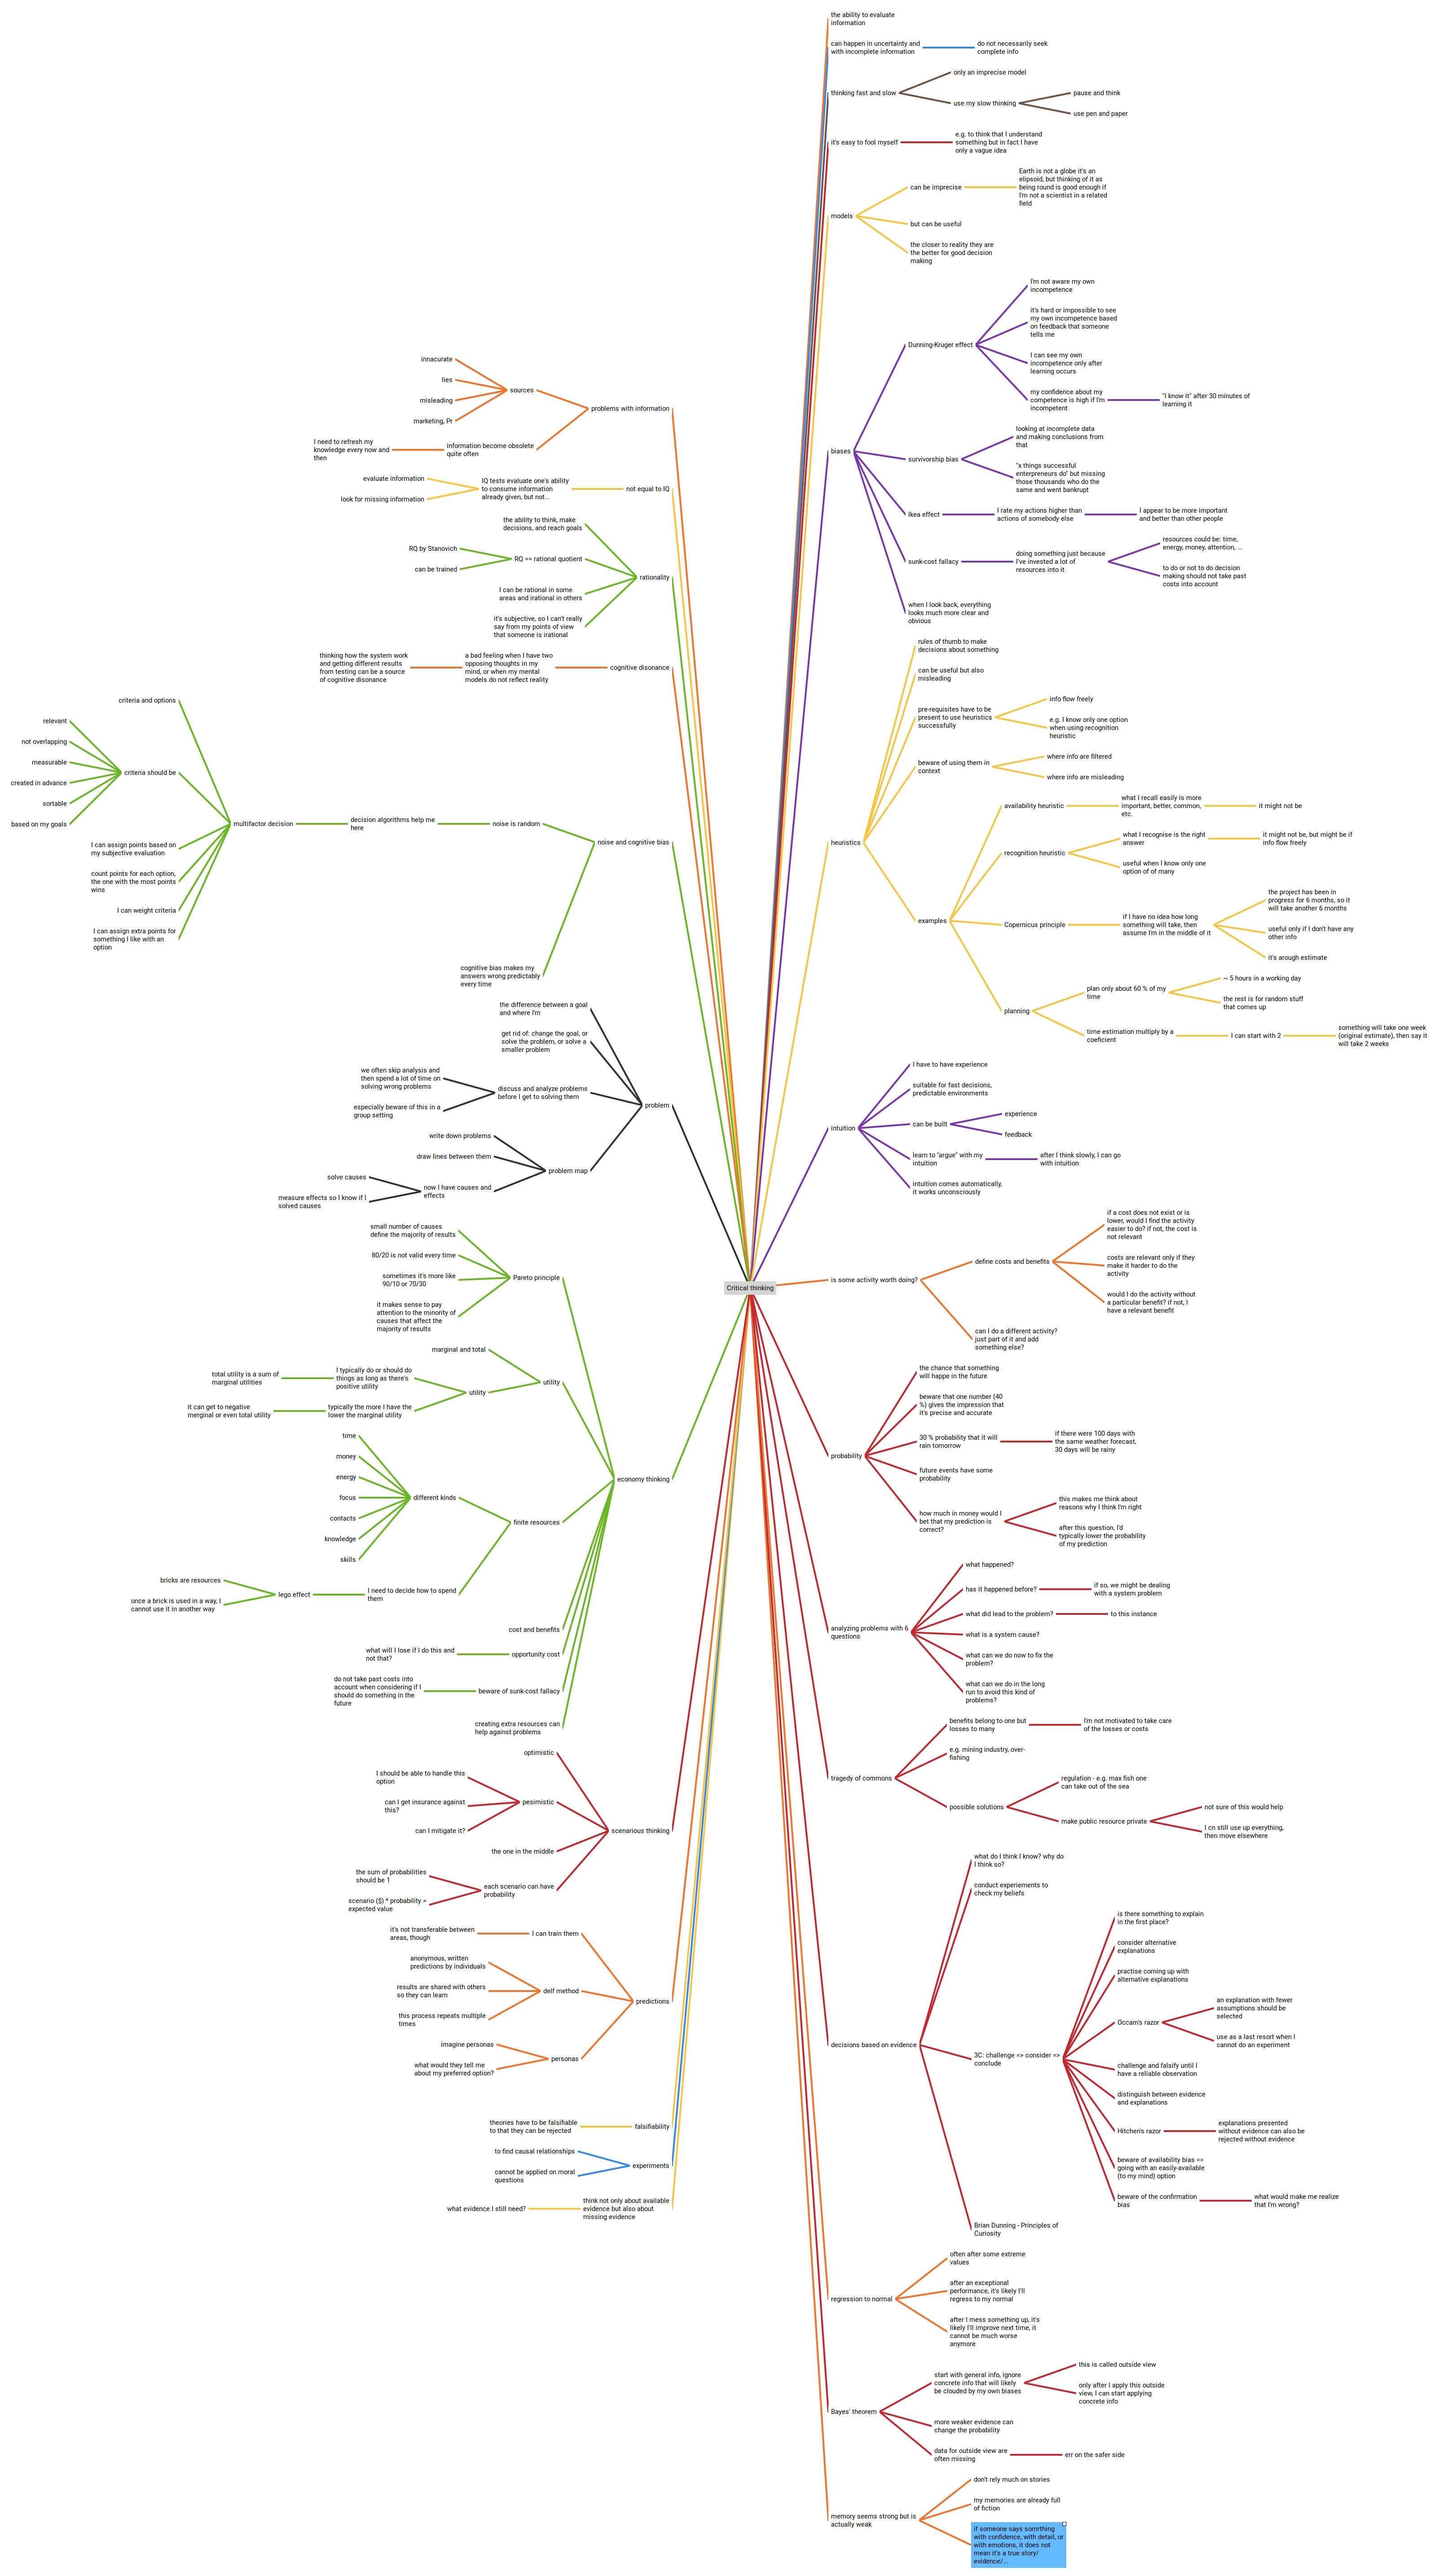 the ability to evaluate
information
can happen in uncertainty and
with incomplete information
do not necessarily seek
complete info
thinking fast and slow
only an imprecise model
use my slow thinking
pause and think
use pen and paper
it's easy to fool myself
e.g. to think that I understand
something but in fact I have
only a vague idea
models
can be imprecise
Earth is not a globe it's an
elipsoid, but thinking of it as
being round is good enough if
I'm not a scientist in a related
field
but can be useful
the closer to reality they are
the better for good decision
making
biases
Dunning-Kruger effect
I'm not aware my own
incompetence
it's hard or impossible to see
my own incompetence based
on feedback that someone
tells me
I can see my own
incompetence only after
learning occurs
my confidence about my
competence is high if I'm
incompetent
"I know it" after 30 minutes of
learning it
survivorship bias
looking at incomplete data
and making conclusions from
that
"x things successful
enterpreneurs do" but missing
those thousands who do the
same and went bankrupt
Ikea effect
I rate my actions higher than
actions of somebody else
I appear to be more important
and better than other people
sunk-cost fallacy
doing something just because
I've invested a lot of
resources into it
resources could be: time,
energy, money, attention, ...
to do or not to do decision
making should not take past
costs into account
when I look back, everything
looks much more clear and
obvious
heuristics
rules of thumb to make
decisions about something
can be useful but also
misleading
pre-requisites have to be
present to use heuristics
successfully
info flow freely
e.g. I know only one option
when using recognition
heuristic
beware of using them in
context
where info are filtered
where info are misleading
examples
availability heuristic
what I recall easily is more
important, better, common,
etc.
it might not be
recognition heuristic
what I recognise is the right
answer
it might not be, but might be if
info flow freely
useful when I know only one
option of of many
Copernicus principle
if I have no idea how long
something will take, then
assume I'm in the middle of it
the project has been in
progress for 6 months, so it
will take another 6 months
useful only if I don't have any
other info
it's arough estimate
planning
plan only about 60 % of my
time
~ 5 hours in a working day
the rest is for random stuff
that comes up
time estimation multiply by a
coeficient
I can start with 2
something will take one week
(original estimate), then say it
will take 2 weeks
intuition
I have to have experience
suitable for fast decisions,
predictable environments
can be built
experience
feedback
learn to "argue" with my
intuition
after I think slowly, I can go
with intuition
intuition comes automatically,
it works unconsciously
Critical thinking
is some activity worth doing?
define costs and benefits
if a cost does not exist or is
lower, would I find the activity
easier to do? if not, the cost is
not relevant
costs are relevant only if they
make it harder to do the
activity
would I do the activity without
a particular benefit? if not, I
have a relevant benefit
can I do a different activity?
just part of it and add
something else?
probability
the chance that something
will happe in the future
beware that one number (40
%) gives the impression that
it's precise and accurate
30 % probability that it will
rain tomorrow
if there were 100 days with
the same weather forecast,
30 days will be rainy
future events have some
probability
how much in money would I
bet that my prediction is
correct?
this makes me think about
reasons why I think I'm right
after this question, I'd
typically lower the probability
of my prediction
analyzing problems with 6
questions
what happened?
has it happened before?
if so, we might be dealing
with a system problem
what did lead to the problem?
to this instance
what is a system cause?
what can we do now to fix the
problem?
what can we do in the long
run to avoid this kind of
problems?
tragedy of commons
benefits belong to one but
losses to many
I'm not motivated to take care
of the losses or costs
e.g. mining industry, over-
fishing
possible solutions
regulation - e.g. max fish one
can take out of the sea
make public resource private
not sure of this would help
I cn still use up everything,
then move elsewhere
decisions based on evidence
what do I think I know? why do
I think so?
conduct experiements to
check my beliefs
3C: challenge => consider =>
conclude
is there something to explain
in the first place?
consider alternative
explanations
practise coming up with
alternative explanations
Occam's razor
an explanation with fewer
assumptions should be
selected
use as a last resort when I
cannot do an experiment
challenge and falsify until I
have a reliable observation
distinguish between evidence
and explanations
Hitchen's razor
explanations presented
without evidence can also be
rejected without evidence
beware of availability bias ==
going with an easily-available
(to my mind) option
beware of the confirmation
bias
what would make me realize
that I'm wrong?
Brian Dunning - Principles of
Curiosity
regression to normal
often after some extreme
values
after an exceptional
performance, it's likely I'll
regress to my normal
after I mess something up, it's
likely I'll improve next time, it
cannot be much worse
anymore
Bayes' theorem
start with general info, ignore
concrete info that will likely
be clouded by my own biases
this is called outside view
only after I apply this outside
view, I can start applying
concrete info
more weaker evidence can
change the probability
data for outside view are
often missing
err on the safer side
memory seems strong but is
actually weak
don't rely much on stories
my memories are already full
of fiction
if someone says somrthing
with confidence, with detail, or
with emotions, it does not
mean it's a true story/
evidence/...
problems with information
sources
innacurate
lies
misleading
marketing, Pr
information become obsolete
quite often
I need to refresh my
knowledge every now and
then
not equal to IQ
IQ tests evaluate one's ability
to consume information
already given, but not...
evaluate information
look for missing information
rationality
the ability to think, make
decisions, and reach goals
RQ == rational quotient
RQ by Stanovich
can be trained
I can be rational in some
areas and irational in others
it's subjective, so I can't really
say from my points of view
that someone is irational
cognitive disonance
a bad feeling when I have two
opposing thoughts in my
mind, or when my mental
models do not reflect reality
thinking how the system work
and getting different results
from testing can be a source
of cognitive disonance
noise and cognitive bias
noise is random
decision algorithms help me
here
multifactor decision
criteria and options
criteria should be
relevant
not overlapping
measurable
created in advance
sortable
based on my goals
I can assign points based on
my subjective evaluation
count points for each option,
the one with the most points
wins
I can weight criteria
I can assign extra points for
something I like with an
option
cognitive bias makes my
answers wrong predictably
every time
problem
the difference between a goal
and where I'm
get rid of: change the goal, or
solve the problem, or solve a
smaller problem
discuss and analyze problems
before I get to solving them
we often skip analysis and
then spend a lot of time on
solving wrong problems
especially beware of this in a
group setting
problem map
write down problems
draw lines between them
now I have causes and
effects
solve causes
measure effects so I know if I
solved causes
economy thinking
Pareto principle
small number of causes
define the majority of results
80/20 is not valid every time
sometimes it's more like
90/10 or 70/30
it makes sense to pay
attention to the minority of
causes that affect the
majority of results
utility
marginal and total
utility
I typically do or should do
things as long as there's
positive utility
total utility is a sum of
marginal utilities
typically the more I have the
lower the marginal utility
it can get to negative
merginal or even total utility
finite resources
different kinds
time
money
energy
focus
contacts
knowledge
skills
I need to decide how to spend
them
lego effect
bricks are resources
once a brick is used in a way, I
cannot use it in another way
cost and benefits
opportunity cost
what will I lose if I do this and
not that?
beware of sunk-cost fallacy
do not take past costs into
account when considering if I
should do something in the
future
creating extra resources can
help against problems
scenarious thinking
optimistic
pesimistic
I should be able to handle this
option
can I get insurance against
this?
can I mitigate it?
the one in the middle
each scenario can have
probability
the sum of probabilities
should be 1
scenario ($) * probability =
expected value
predictions
I can train them
it's not transferable between
areas, though
delf method
anonymous, written
predictions by individuals
results are shared with others
so they can learn
this process repeats multiple
times
personas
imagine personas
what would they tell me
about my preferred option?
falsifiability
theories have to be falsifiable
to that they can be rejected
experiments
to find causal relationships
cannot be applied on moral
questions
think not only about available
evidence but also about
missing evidence
what evidence I still need?